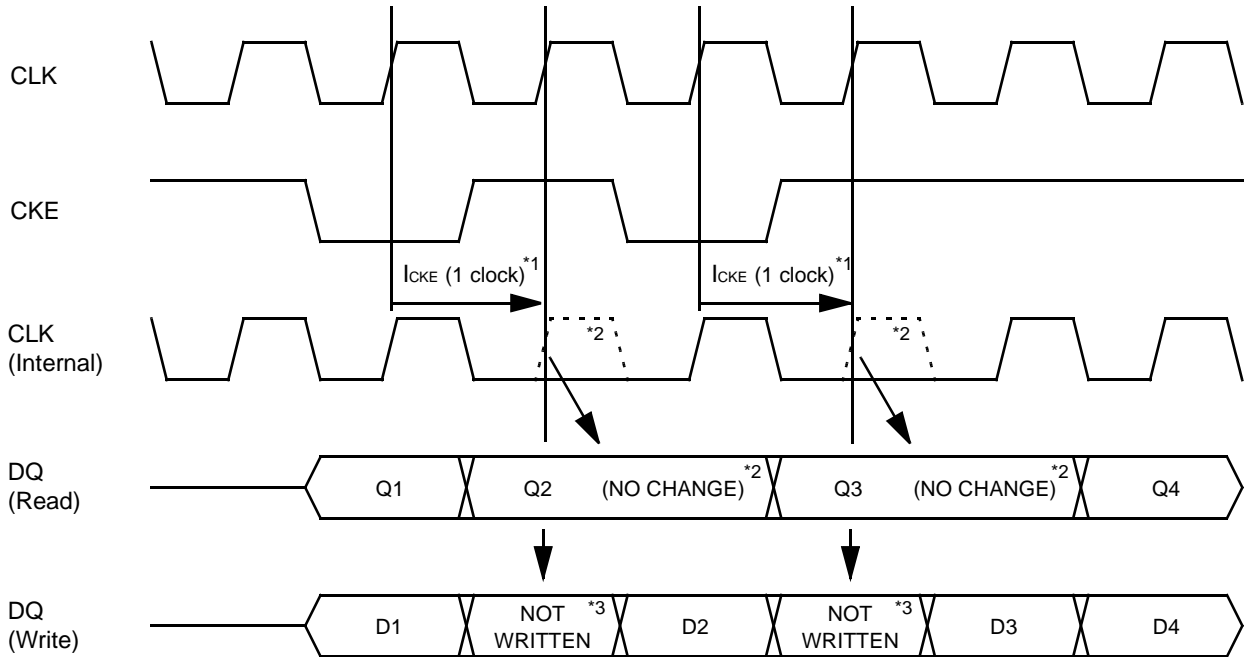 CLK
CKE
ICKE (1 clock)*1
ICKE (1 clock)*1
CLK
(Internal)
*2
*2
DQ
(Read)
Q1
Q2
(NO CHANGE)*2
Q3
(NO CHANGE)*2
Q4
DQ
(Write)
D1
NOT *3
WRITTEN
D2
NOT *3
WRITTEN
D3
D4